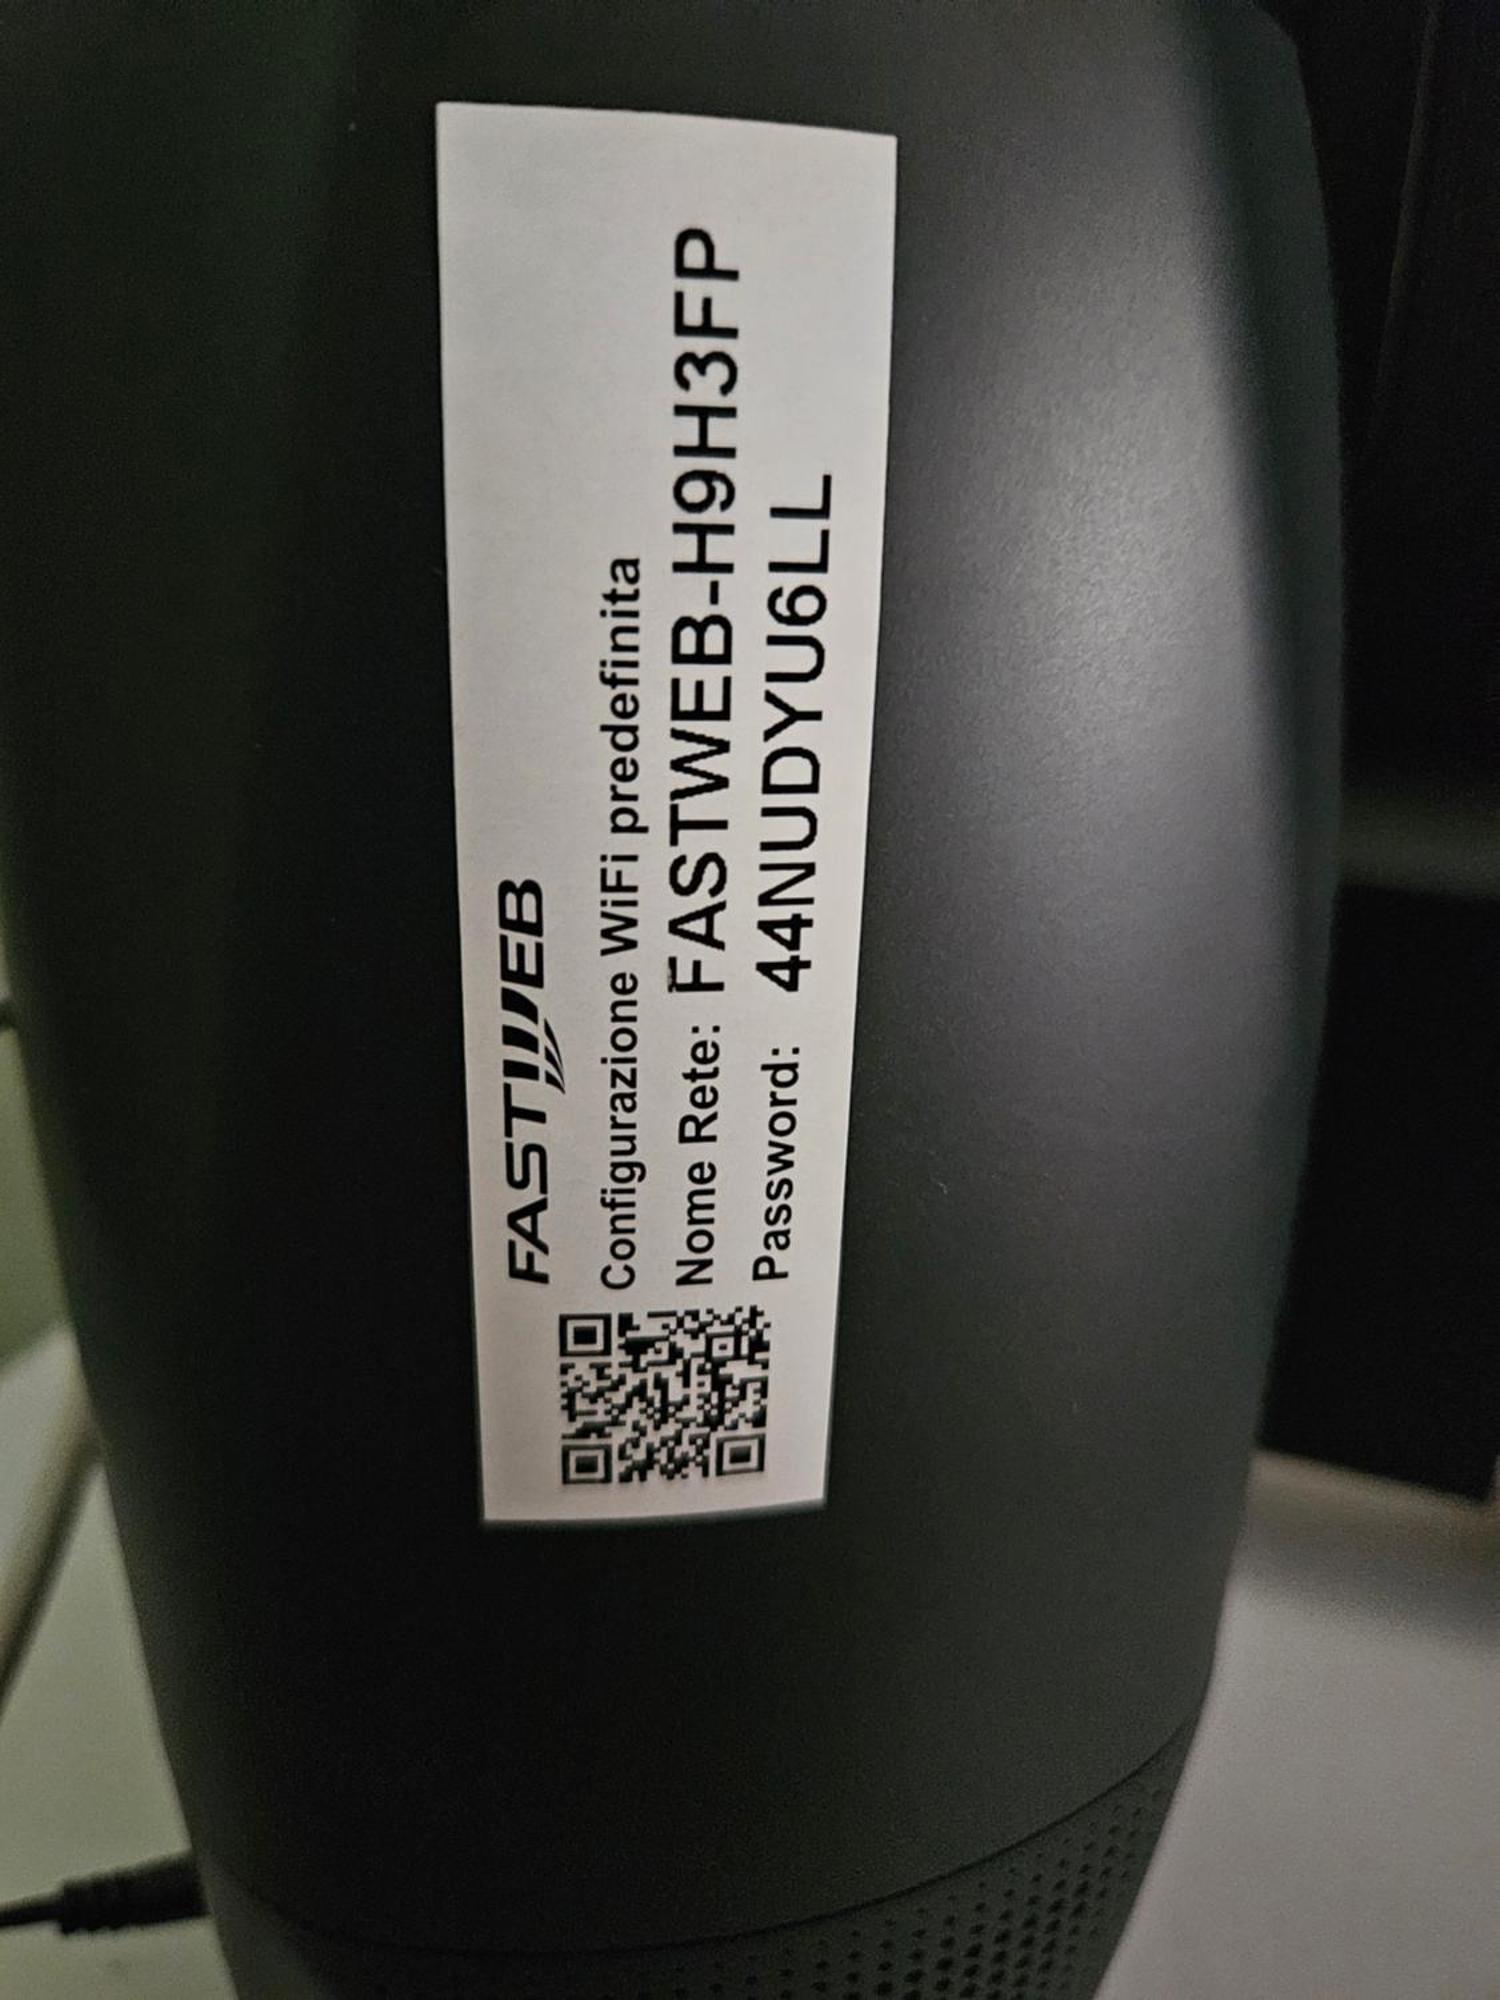 FASTWEB
Configurazione WiFi predefinita
Nome Rete: FASTWEB-H9H3FP
Password: 44NUDYU6LL